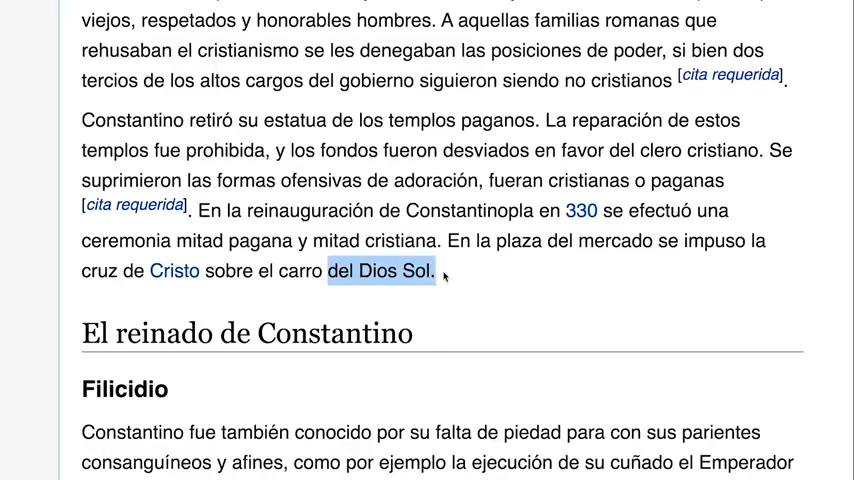 viejos, respetados y honorables hombres. A aquellas familias romanas que
rehusaban el cristianismo se les denegaban las posiciones de poder, si bien dos
tercios de los altos cargos del gobierno siguieron siendo no cristianos [cita requerida].
Constantino retiró su estatua de los templos paganos. La reparación de estos
templos fue prohibida, y los fondos fueron desviados en favor del clero cristiano. Se
suprimieron las formas ofensivas de adoración, fueran cristianas o paganas
[cita requerida]. En la reinauguración de Constantinopla en 330 se efectuó una
ceremonia mitad pagana y mitad cristiana. En la plaza del mercado se impuso la
cruz de Cristo sobre el carro del Dios Sol.
El reinado de Constantino
Filicidio
Constantino fue también conocido por su falta de piedad para con sus parientes
consanguíneos y afines, como por ejemplo la ejecución de su cuñado el Emperador